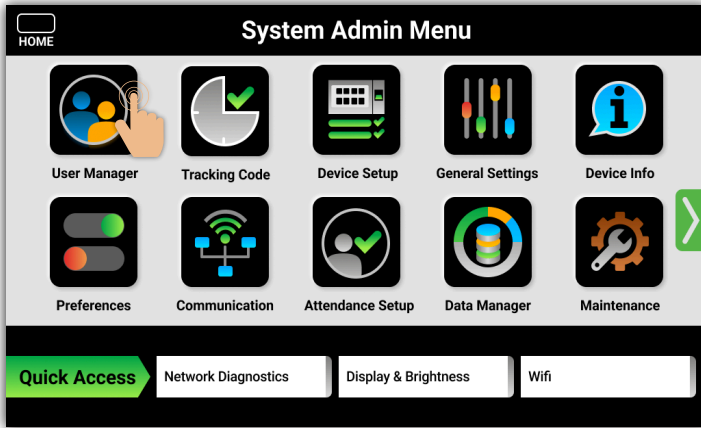 HOME
System Admin Menu
User Manager
Tracking Code
Device Setup
General Settings
Device Info
Preferences
Communication
Attendance Setup
Data Manager
Maintenance
Quick Access
Network Diagnostics
Display & Brightness
Wifi